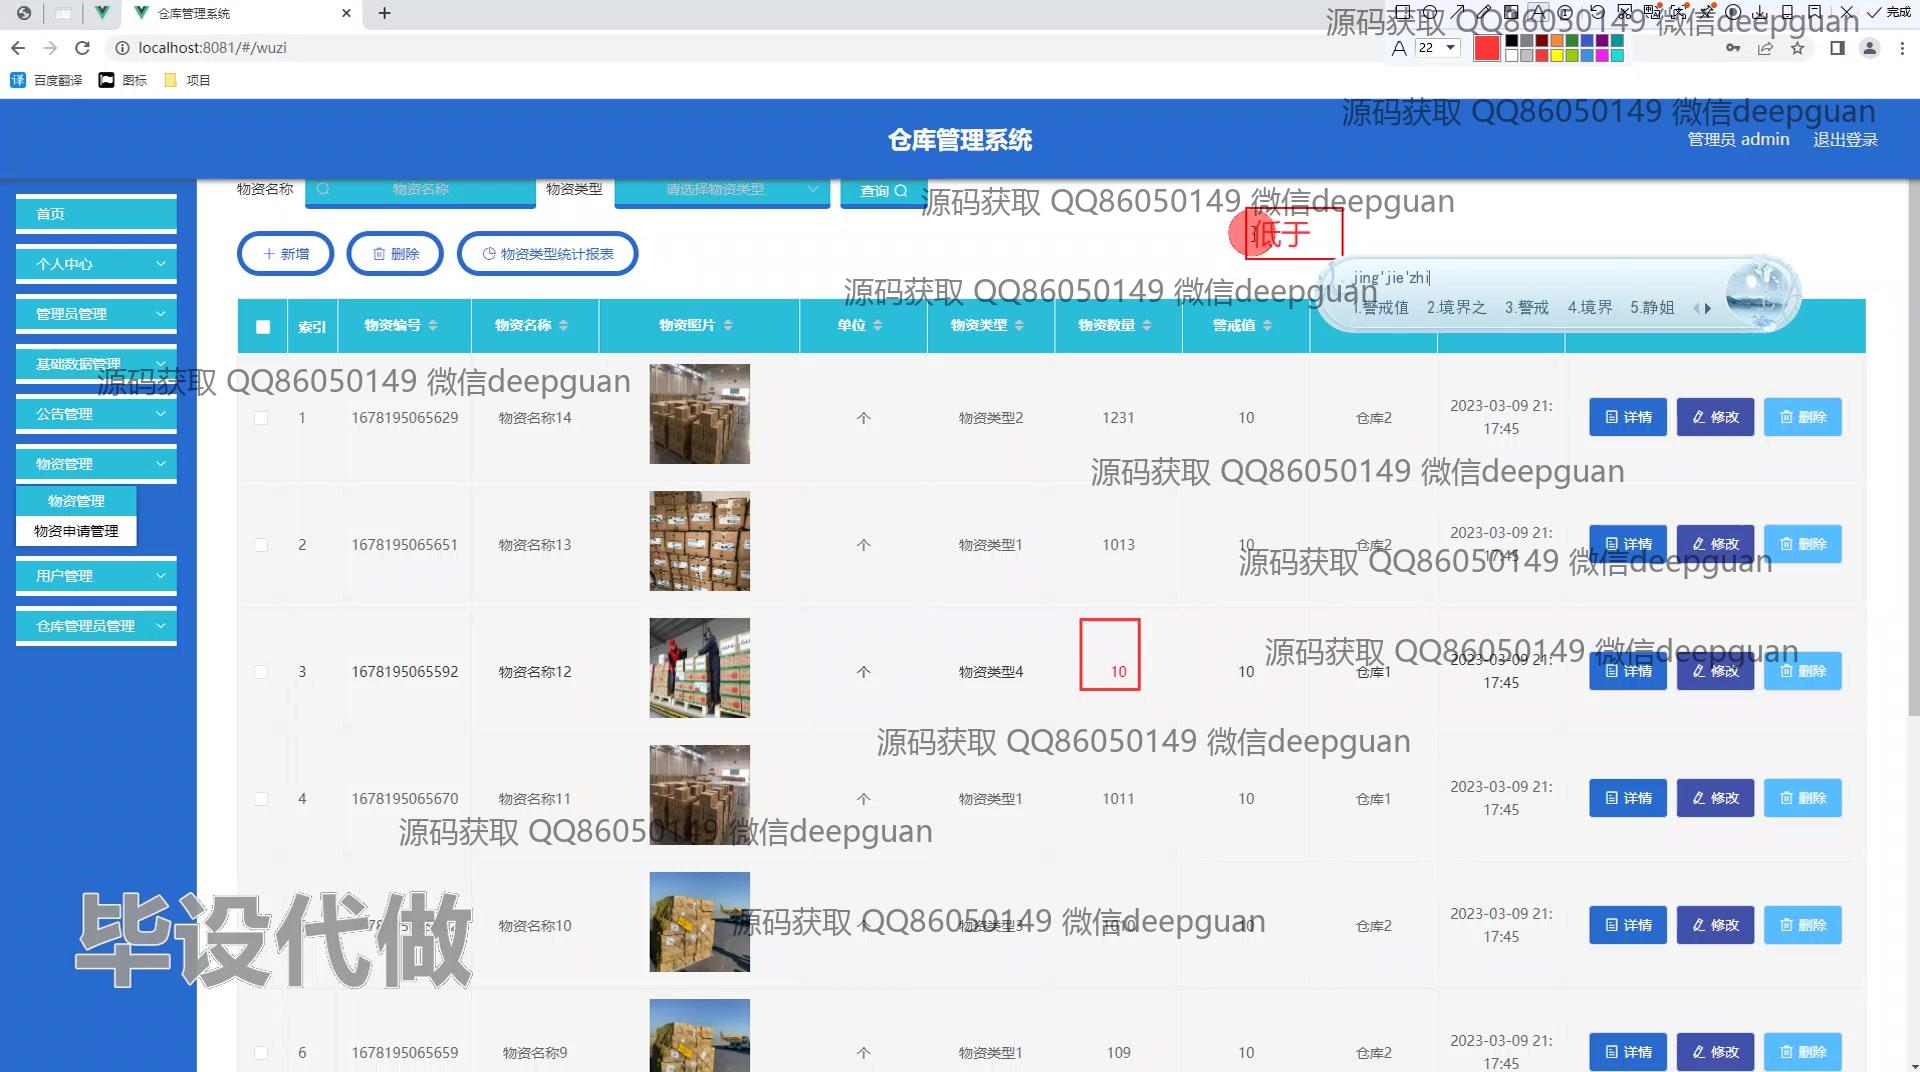 仓库管理系统
完成
localhost:8081/#/wuzi
A 22
百度翻译 图标 项目
源码获取 QQ86050149 微信deepguan
源码获取 QQ86050149 微信deepguan
仓库管理系统
管理员 admin 退出登录
首页
个人中心
管理员管理
基础数据管理
公告管理
物资管理
物资管理
物资申请管理
用户管理
仓库管理员管理
物资名称 物资名称 物资类型 请选择物资类型 查询
源码获取 QQ86050149 微信deepguan
低于
新增 删除 物资类型统计报表
jing'jie'zhi
1.警戒值 2.境界之 3.警戒 4.境界 5.静姐
源码获取 QQ86050149 微信deepguan
索引 物资编号 物资名称 物资照片 单位 物资类型 物资数量 警戒值
源码获取 QQ86050149 微信deepguan
1 1678195065629 物资名称14 个 物资类型2 1231 10 仓库2 2023-03-09 21:
17:45
详情 修改 删除
源码获取 QQ86050149 微信deepguan
2 1678195065651 物资名称13 个 物资类型1 1013 10 仓库2 2023-03-09 21:
17:45
详情 修改 删除
源码获取 QQ86050149 微信deepguan
源码获取 QQ86050149 微信deepguan
3 1678195065592 物资名称12 个 物资类型4 10 10 仓库1 2023-03-09 21:
17:45
详情 修改 删除
源码获取 QQ86050149 微信deepguan
4 1678195065670 物资名称11 个 物资类型1 1011 10 仓库1 2023-03-09 21:
17:45
详情 修改 删除
源码获取 QQ86050149 微信deepguan
毕设代做
物资名称10 个 物资类型3 1010 10 仓库2 2023-03-09 21:
17:45
详情 修改 删除
源码获取 QQ86050149 微信deepguan
6 1678195065659 物资名称9 个 物资类型1 109 10 仓库2 2023-03-09 21:
17:45
详情 修改 删除